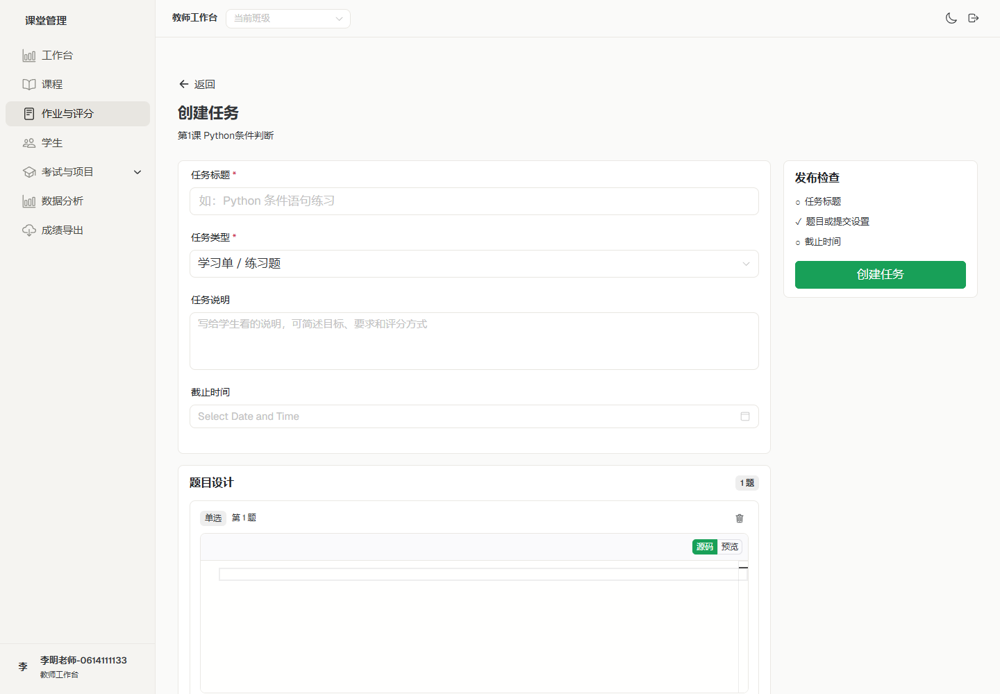 课堂管理
工作台
课程
作业与评分
学生
考试与项目
数据分析
成绩导出
李
李明老师-0614111133
教师工作台
教师工作台
当前班级
返回
创建任务
第1课 Python条件判断
任务标题 *
如：Python 条件语句练习
任务类型 *
学习单 / 练习题
任务说明
写给学生看的说明，可简述目标、要求和评分方式
截止时间
Select Date and Time
题目设计
1 题
单选 第 1 题
源码 预览
发布检查
○ 任务标题
✓ 题目或提交设置
○ 截止时间
创建任务